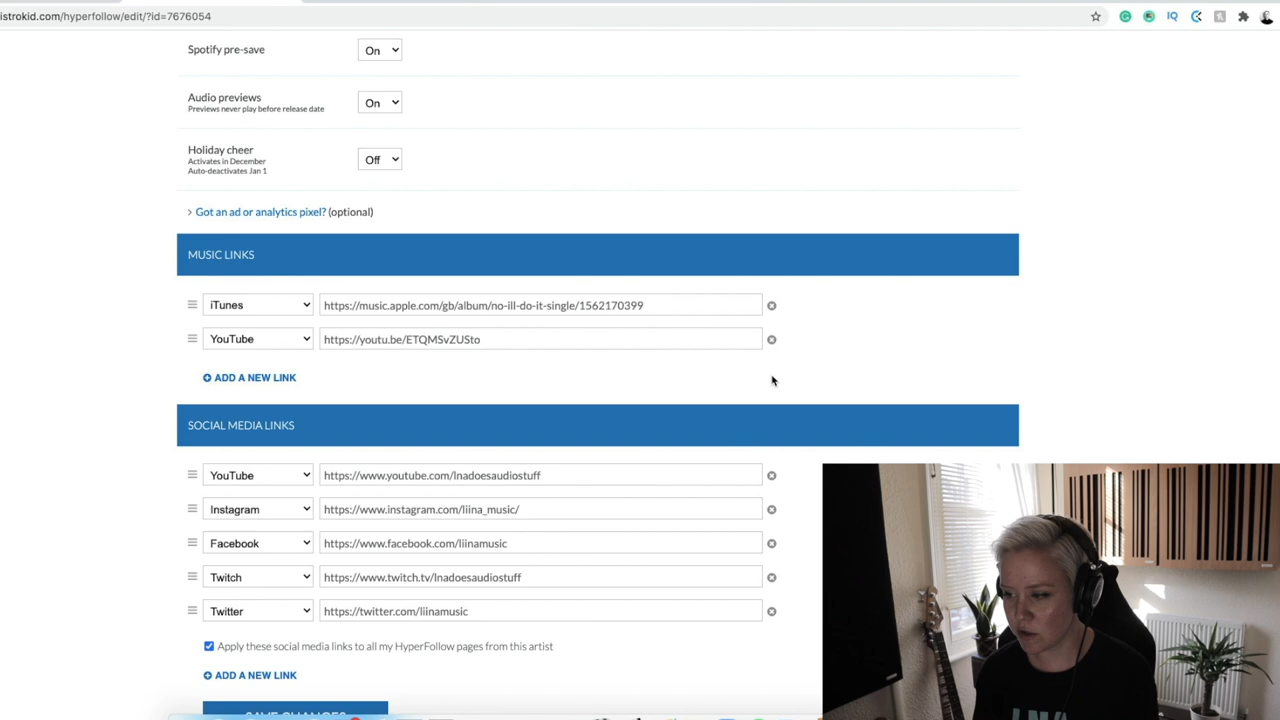 istrokid.com/hyperfollow/edit/?id=7676054
IQ
Spotify pre-save
On
Audio previews
Previews never play before release date
On
Holiday cheer
Activates in December
Auto-deactivates Jan 1
Off
Got an ad or analytics pixel? (optional)
MUSIC LINKS
iTunes
https://music.apple.com/gb/album/no-ill-do-it-single/1562170399
YouTube
https://youtu.be/ETQMSvZUSto
ADD A NEW LINK
SOCIAL MEDIA LINKS
YouTube
https://www.youtube.com/lnadoesaudiostuff
Instagram
https://www.instagram.com/liina_music/
Facebook
https://www.facebook.com/liinamusic
Twitch
https://www.twitch.tv/lnadoesaudiostuff
Twitter
https://twitter.com/liinamusic
Apply these social media links to all my HyperFollow pages from this artist
ADD A NEW LINK
SAVE CHANGES